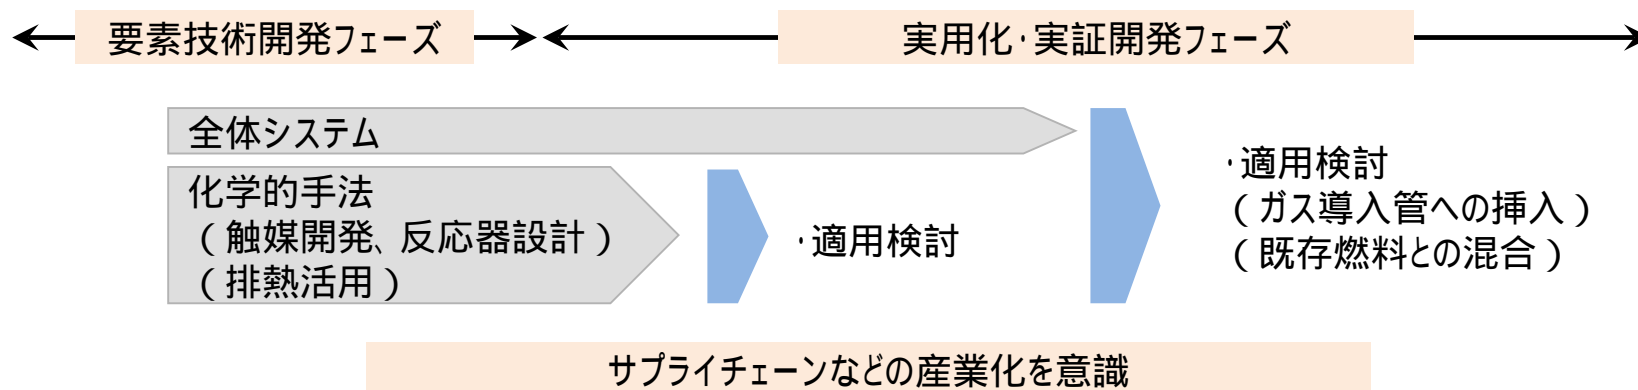 要素技術開発フェーズ
実用化・実証開発フェーズ
全体システム
化学的手法
（触媒開発、反応器設計）
（排熱活用）
・適用検討
・適用検討
（ガス導入管への挿入）
（既存燃料との混合）
サプライチェーンなどの産業化を意識